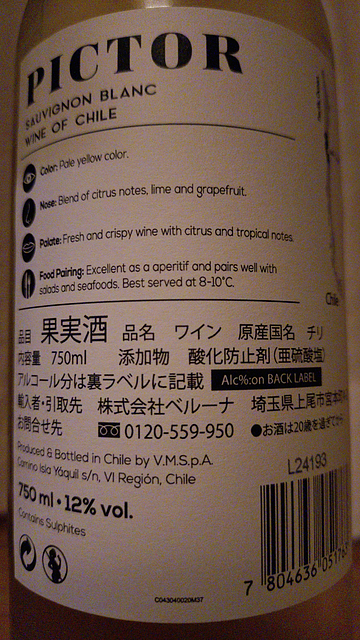 PICTOR
SAUVIGNON BLANC
WINE OF CHILE
Color: Pale yellow color.
Nose: Blend of citrus notes, lime and grapefruit.
Palate: Fresh and crispy wine with citrus and tropical notes.
Food Pairing: Excellent as a aperitif and pairs well with
salads and seafoods. Best served at 8-10°C.
Chile
品目 果実酒 品名 ワイン 原産国名 チリ
内容量 750ml 添加物 酸化防止剤(亜硫酸塩)
アルコール分は裏ラベルに記載 Alc%:on BACK LABEL
輸入者・引取先 株式会社ベルーナ 埼玉県上尾市宮本町
お問合せ先 0120-559-950 ●お酒は20歳を過ぎてから
Produced & Bottled in Chile by V.M.S.p.A.
Camino Isla Yáquil s/n, VI Región, Chile
L24193
750 ml • 12% vol.
Contains Sulphites
7 804636 05176
C043040020M37